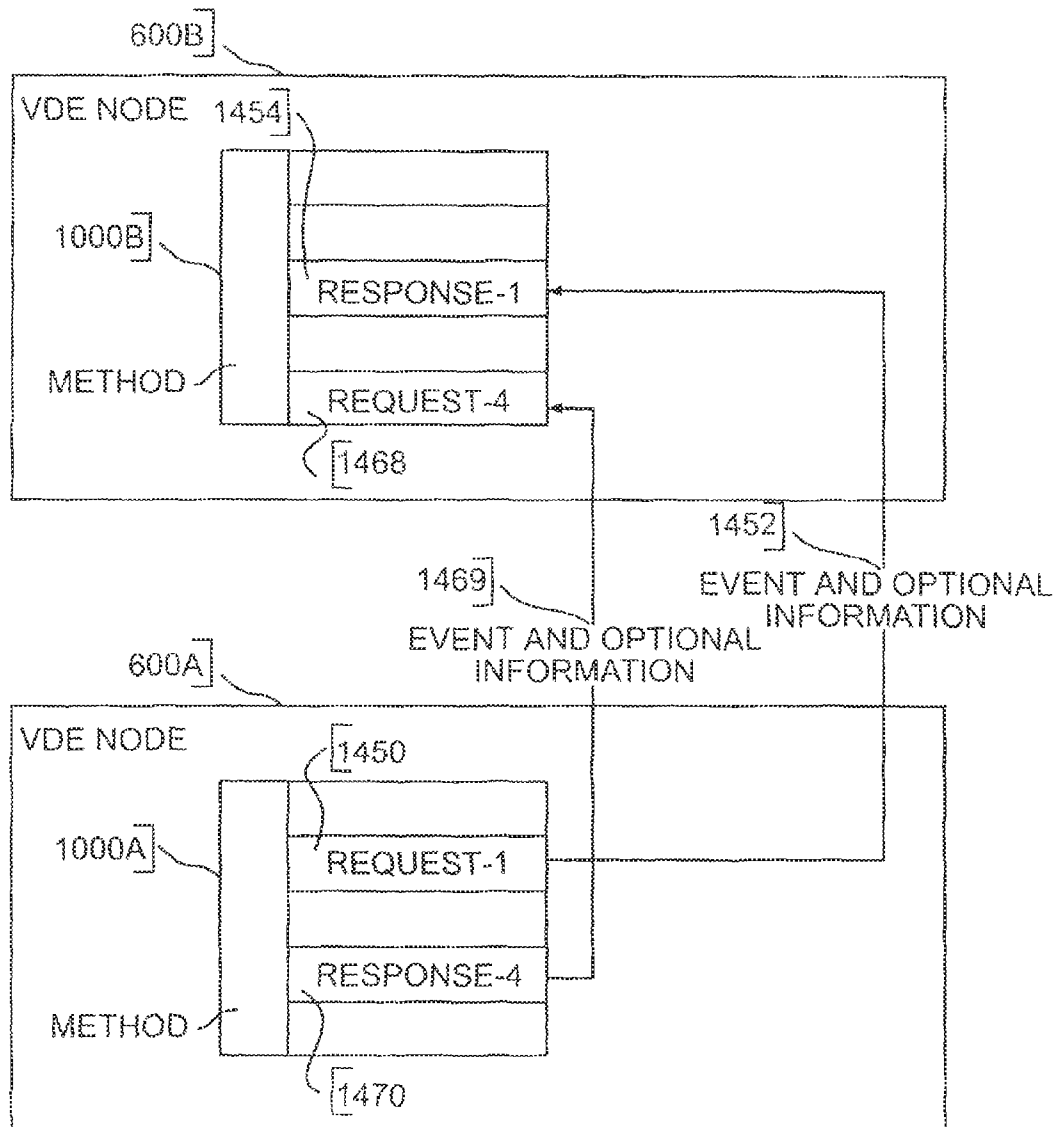 600B
VDE NODE
1454
1000B
RESPONSE-1
METHOD
REQUEST-4
1468
1452
EVENT AND OPTIONAL
INFORMATION
1469
EVENT AND OPTIONAL
INFORMATION
600A
VDE NODE
1450
1000A
REQUEST-1
RESPONSE-4
METHOD
1470